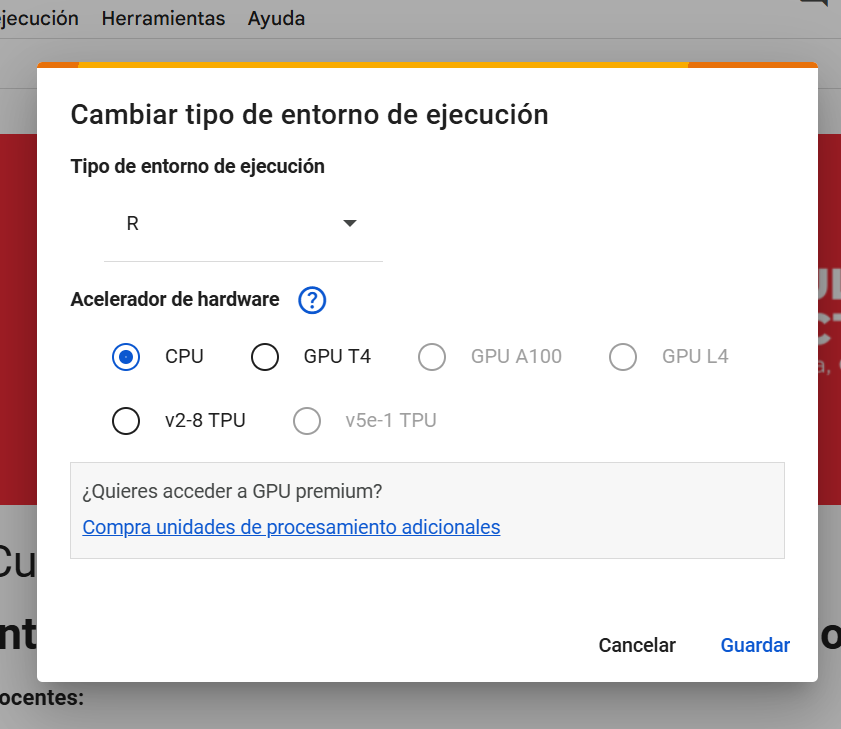 jecución Herramientas Ayuda
Cambiar tipo de entorno de ejecución
Tipo de entorno de ejecución
R
Acelerador de hardware ?
CPU GPU T4 GPU A100 GPU L4
v2-8 TPU v5e-1 TPU
¿Quieres acceder a GPU premium?
Compra unidades de procesamiento adicionales
Cancelar Guardar
ocentes: